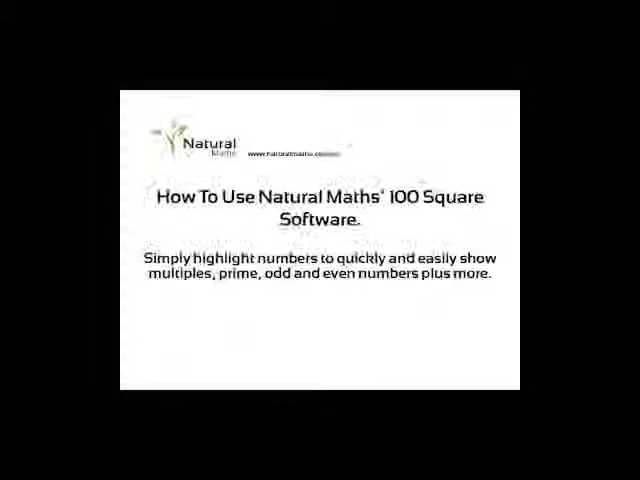 Natural
Maths
How To Use Natural Maths' 100 Square
Software.
Simply highlight numbers to quickly and easily show
multiples, prime, odd and even numbers plus more.